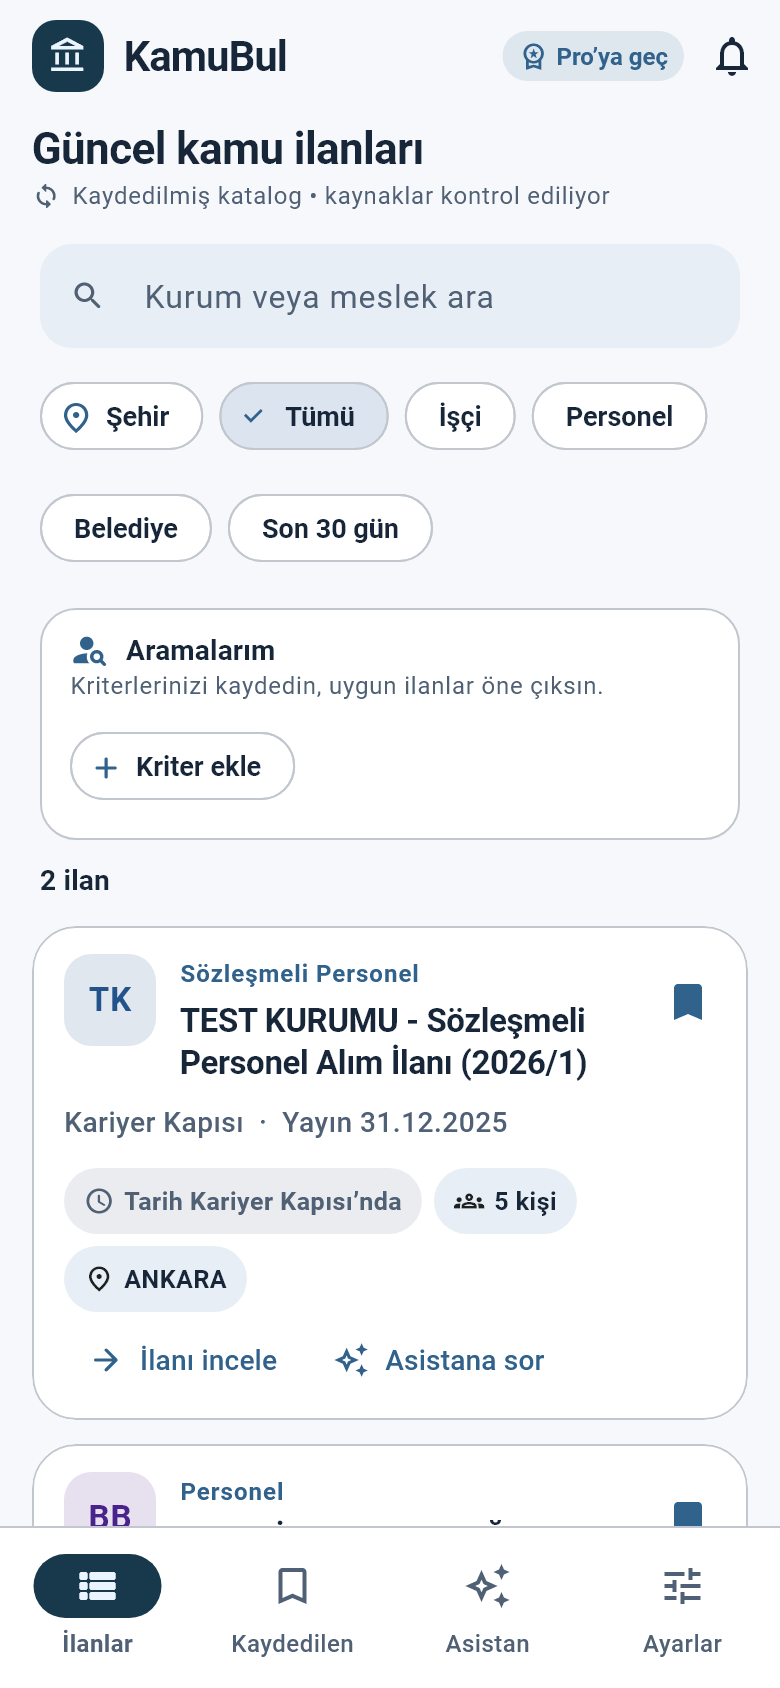 KamuBul
Pro’ya geç
Güncel kamu ilanları
Kaydedilmiş katalog • kaynaklar kontrol ediliyor
Kurum veya meslek ara
Şehir
Tümü
İşçi
Personel
Belediye
Son 30 gün
Aramalarım
Kriterlerinizi kaydedin, uygun ilanlar öne çıksın.
Kriter ekle
2 ilan
TK
Sözleşmeli Personel
TEST KURUMU - Sözleşmeli
Personel Alım İlanı (2026/1)
Kariyer Kapısı · Yayın 31.12.2025
Tarih Kariyer Kapısı’nda
5 kişi
ANKARA
İlanı incele
Asistana sor
BB
Personel
İlanlar
Kaydedilen
Asistan
Ayarlar